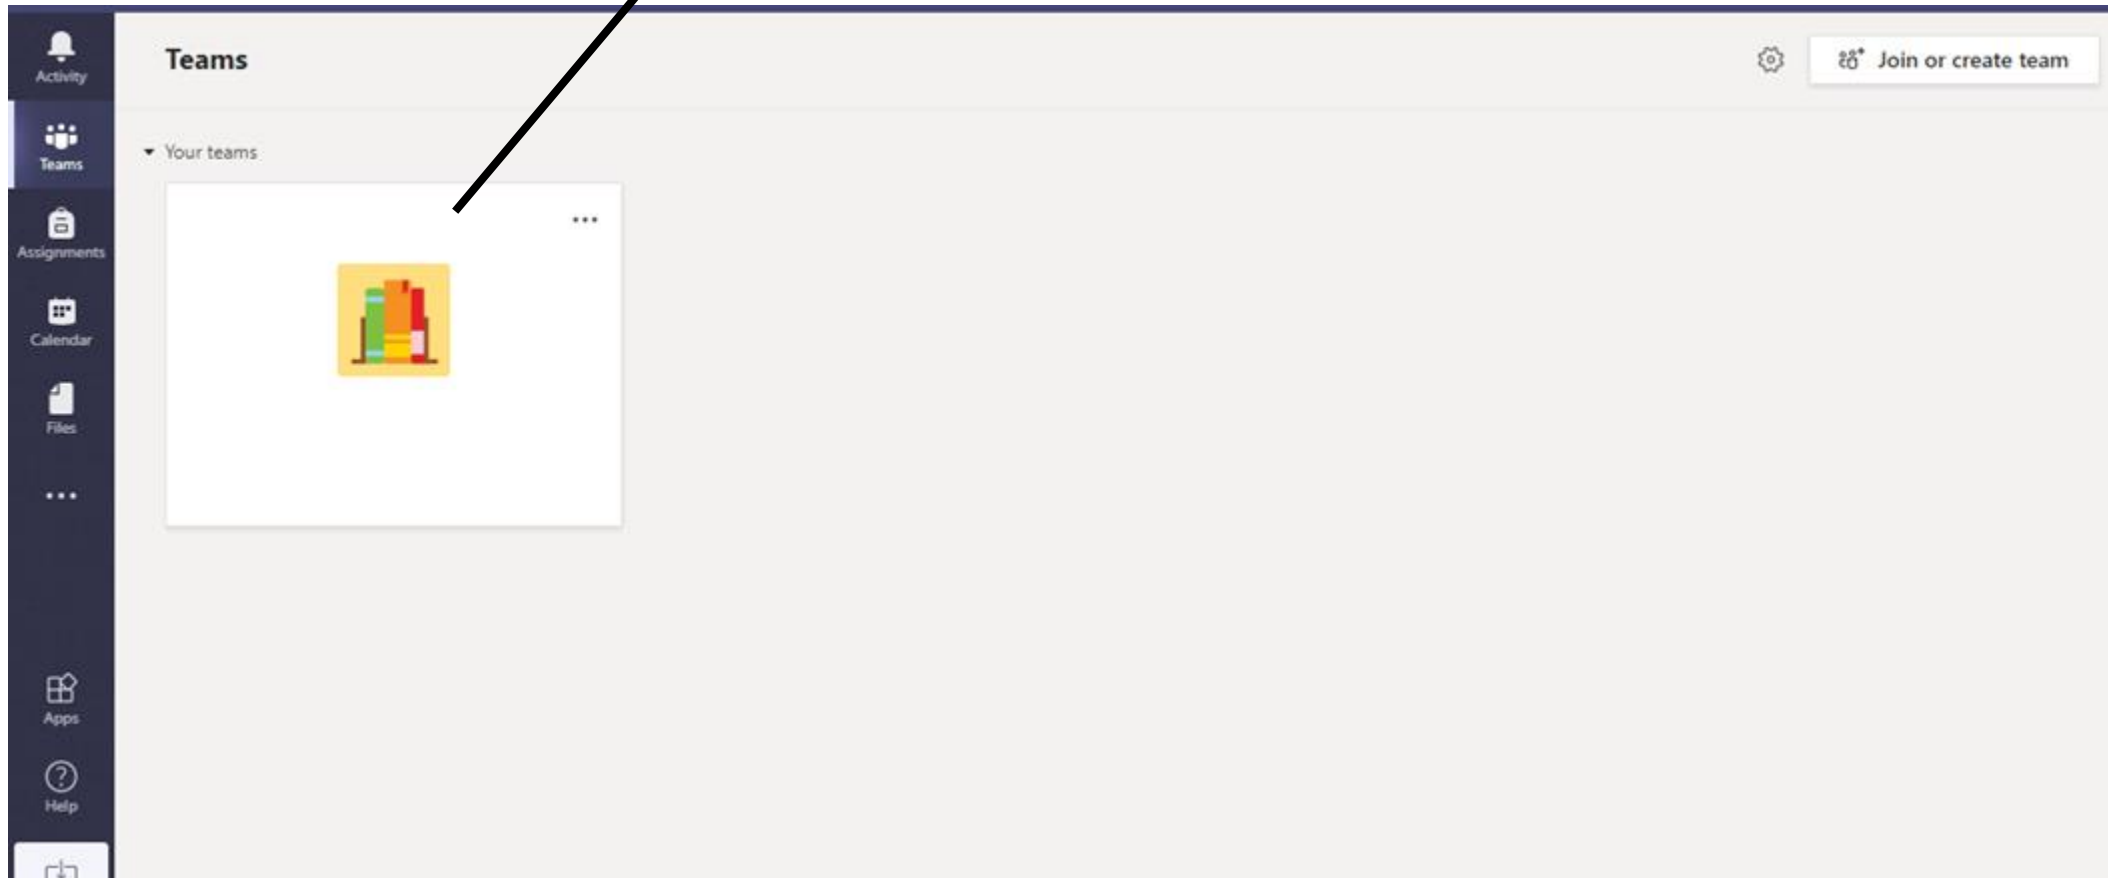 Activity
Teams
Assignments
Calendar
Files
Apps
Help
Teams
Join or create team
Your teams